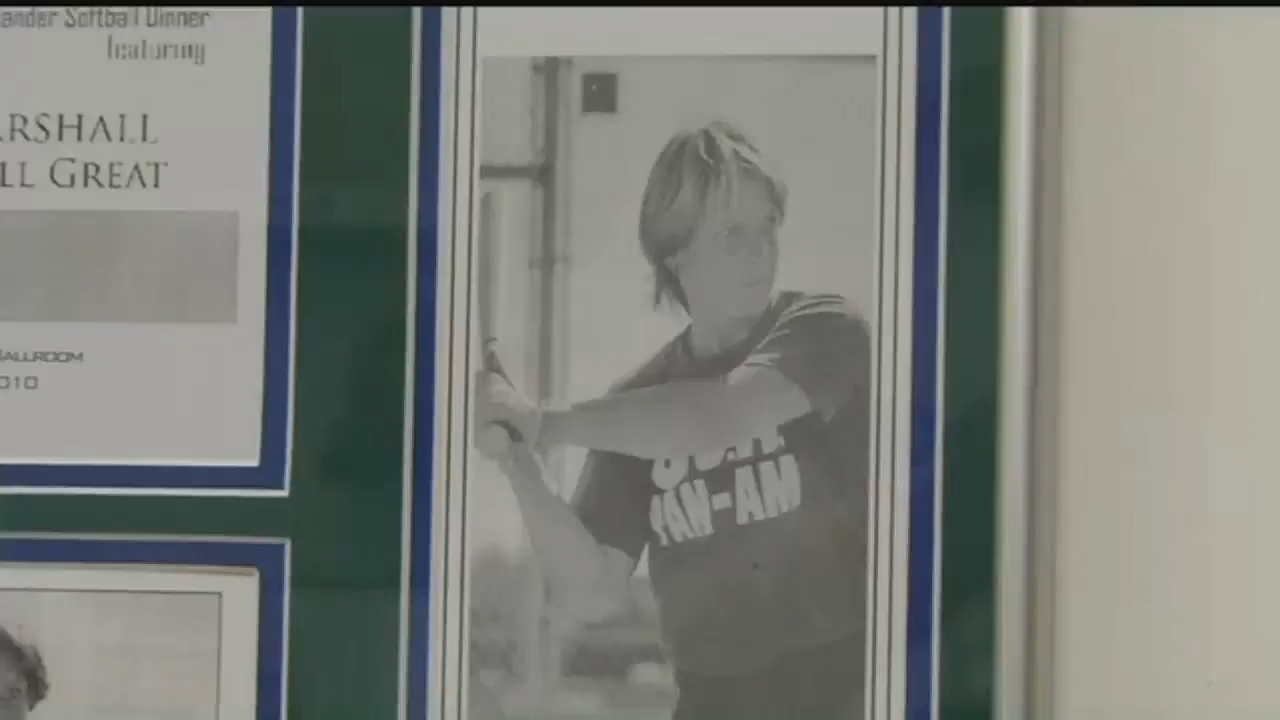 ander Softball Dinner
featuring
ARSHALL
LL GREAT
BALLROOM
010
PAN-AM